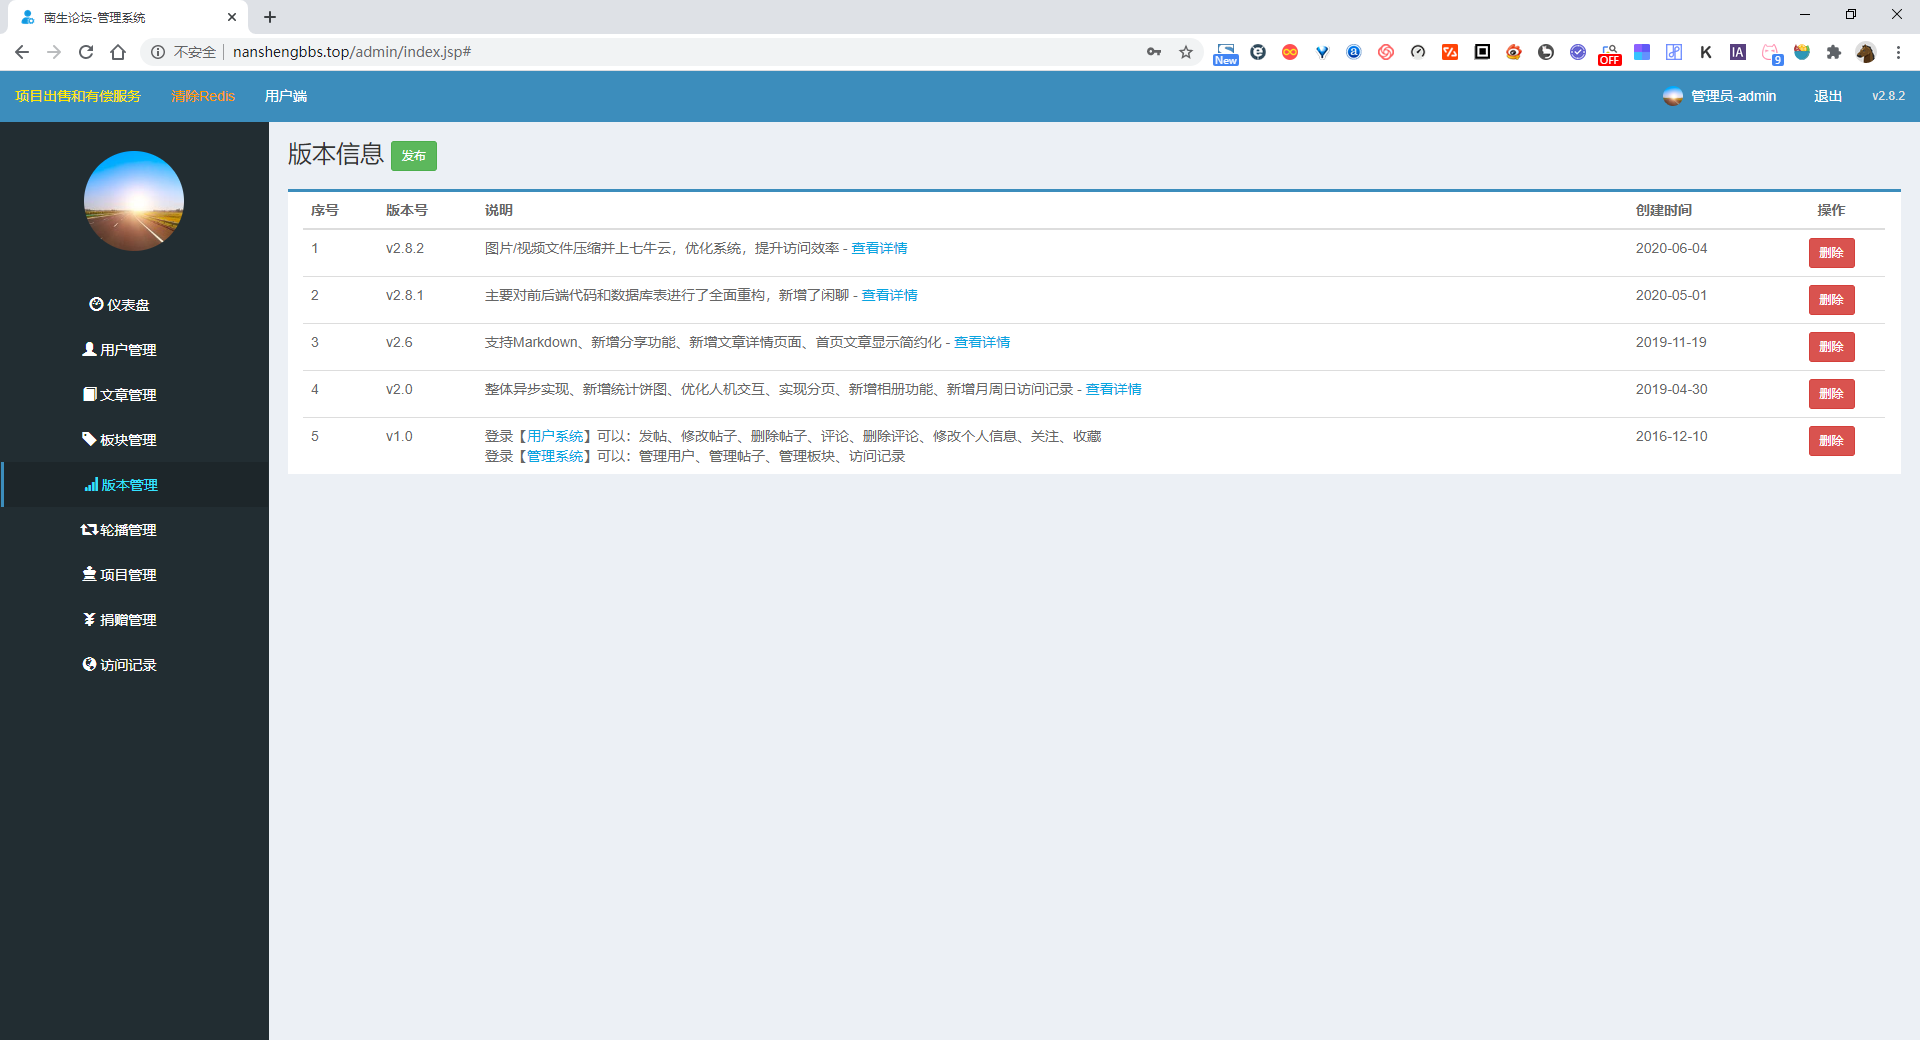 南生论坛-管理系统
不安全 nanshengbbs.top/admin/index.jsp#
New
OFF
K
IA
9
项目出售和有偿服务 清除Redis 用户端 管理员-admin 退出 v2.8.2
版本信息 发布
仪表盘
用户管理
文章管理
板块管理
版本管理
轮播管理
项目管理
捐赠管理
访问记录
序号 版本号 说明 创建时间 操作
1 v2.8.2 图片/视频文件压缩并上七牛云，优化系统，提升访问效率 - 查看详情 2020-06-04 删除
2 v2.8.1 主要对前后端代码和数据库表进行了全面重构，新增了闲聊 - 查看详情 2020-05-01 删除
3 v2.6 支持Markdown、新增分享功能、新增文章详情页面、首页文章显示简约化 - 查看详情 2019-11-19 删除
4 v2.0 整体异步实现、新增统计饼图、优化人机交互、实现分页、新增相册功能、新增月周日访问记录 - 查看详情 2019-04-30 删除
5 v1.0 登录【用户系统】可以：发帖、修改帖子、删除帖子、评论、删除评论、修改个人信息、关注、收藏 2016-12-10 删除
登录【管理系统】可以：管理用户、管理帖子、管理板块、访问记录